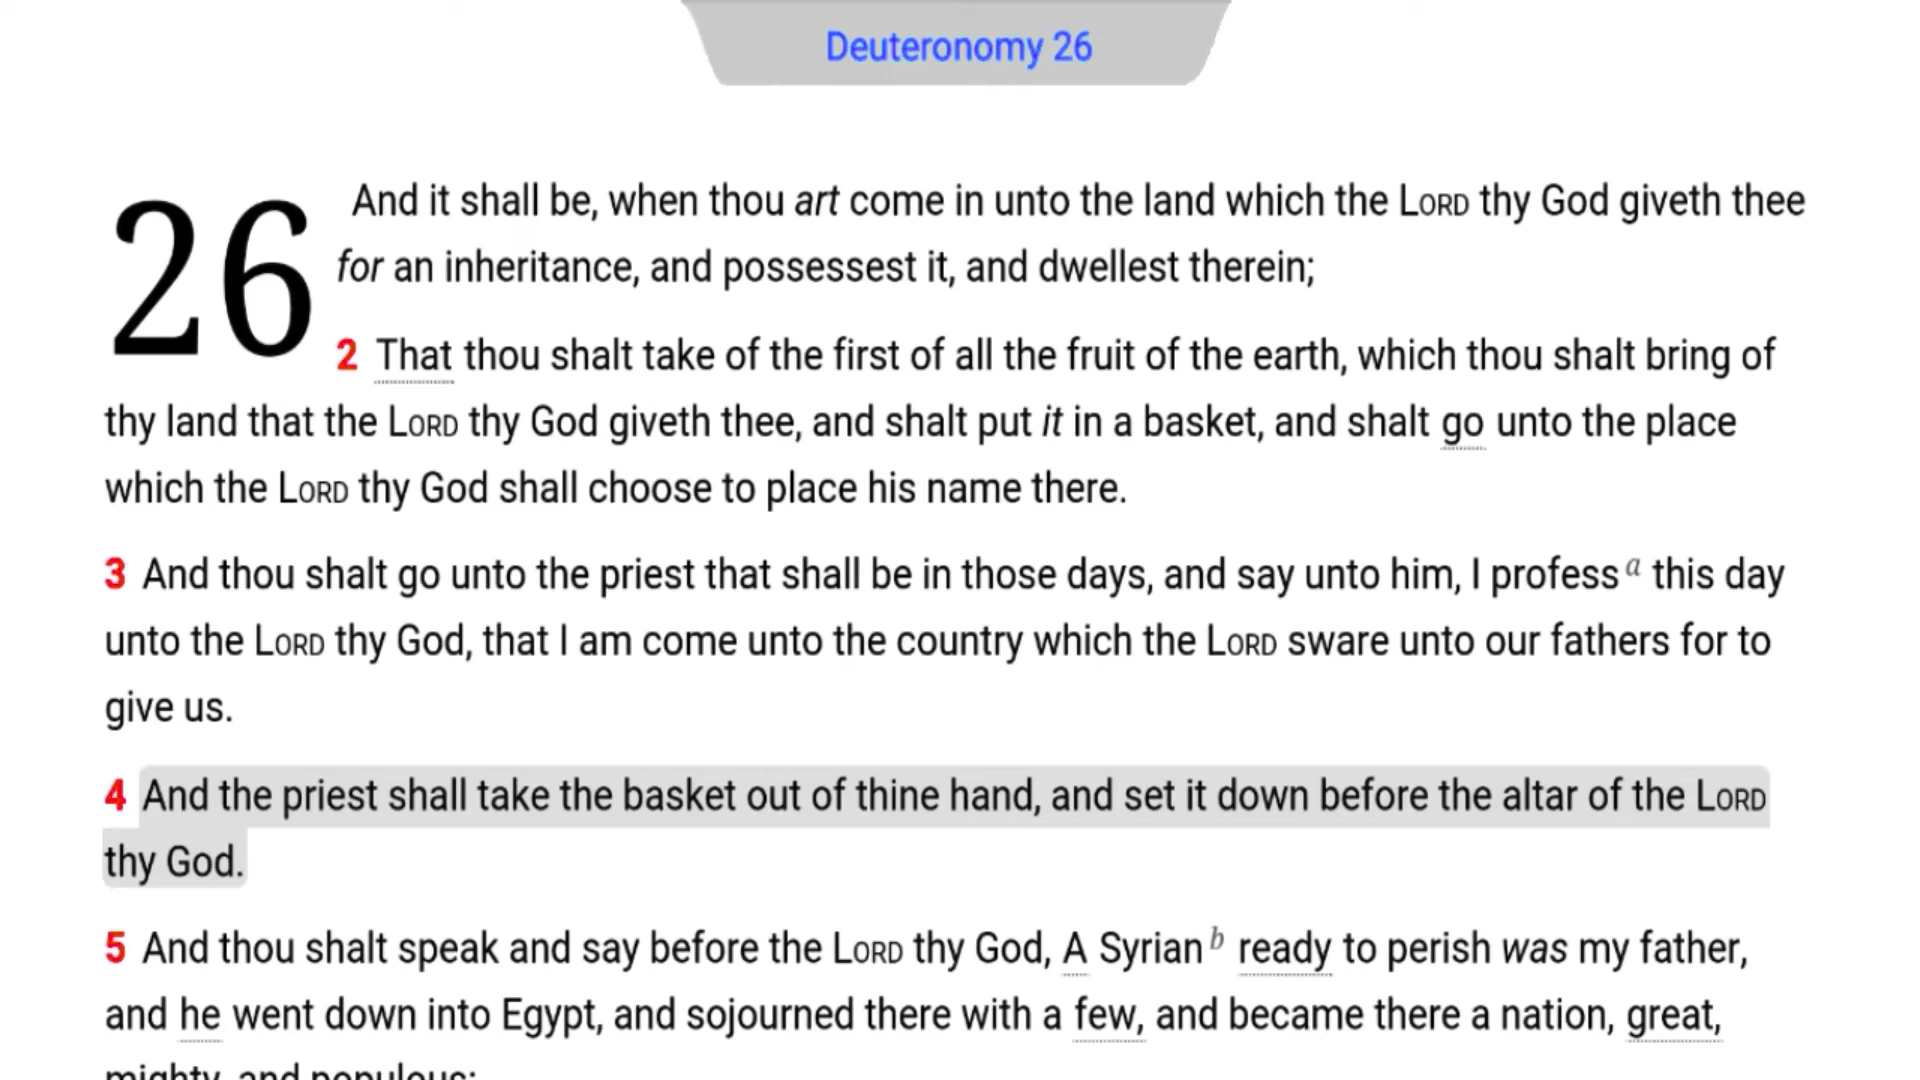 Deuteronomy 26
26 And it shall be, when thou art come in unto the land which the LORD thy God giveth thee
for an inheritance, and possessest it, and dwellest therein;
2 That thou shalt take of the first of all the fruit of the earth, which thou shalt bring of
thy land that the LORD thy God giveth thee, and shalt put it in a basket, and shalt go unto the place
which the LORD thy God shall choose to place his name there.
3 And thou shalt go unto the priest that shall be in those days, and say unto him, I profess a this day
unto the LORD thy God, that I am come unto the country which the LORD sware unto our fathers for to
give us.
4 And the priest shall take the basket out of thine hand, and set it down before the altar of the LORD
thy God.
5 And thou shalt speak and say before the LORD thy God, A Syrian b ready to perish was my father,
and he went down into Egypt, and sojourned there with a few, and became there a nation, great,
mighty, and populous: